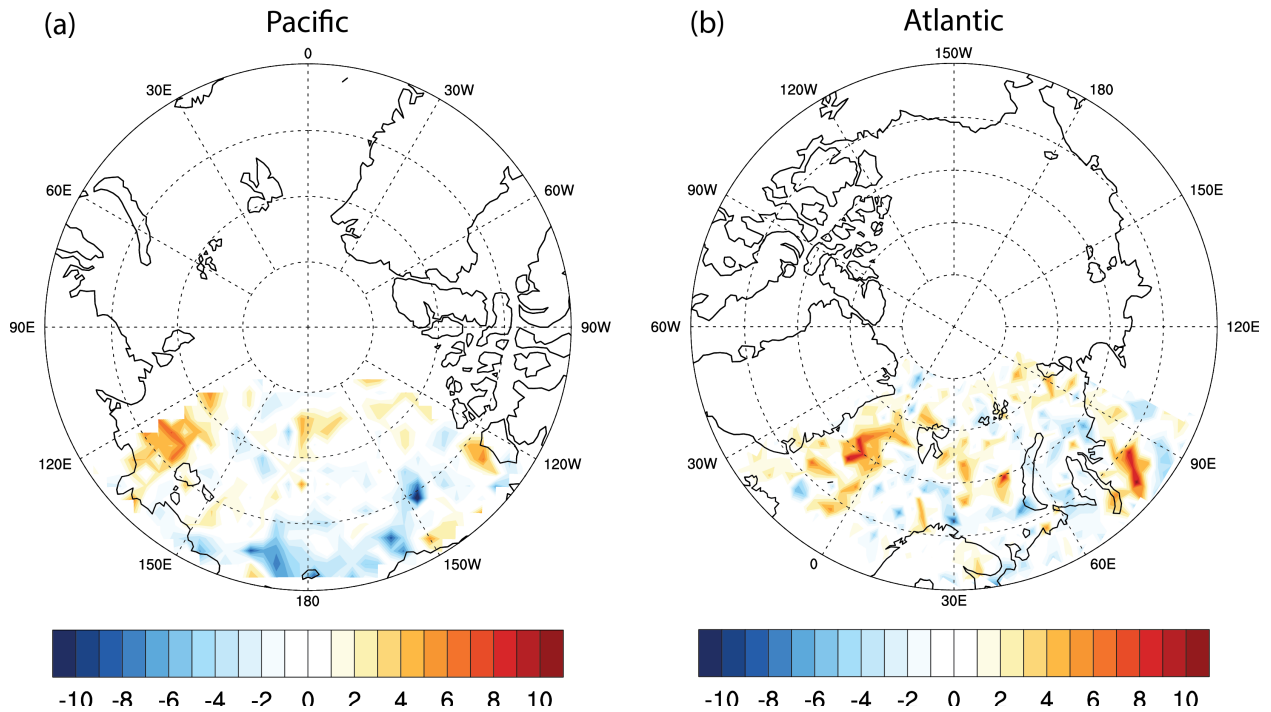 (a) Pacific
0
30E 30W
60E 60W
90E 90W
120E 120W
150E 150W
180
-10 -8 -6 -4 -2 0 2 4 6 8 10
(b) Atlantic
150W
120W 180
90W 150E
60W 120E
30W 90E
0 60E
30E
-10 -8 -6 -4 -2 0 2 4 6 8 10